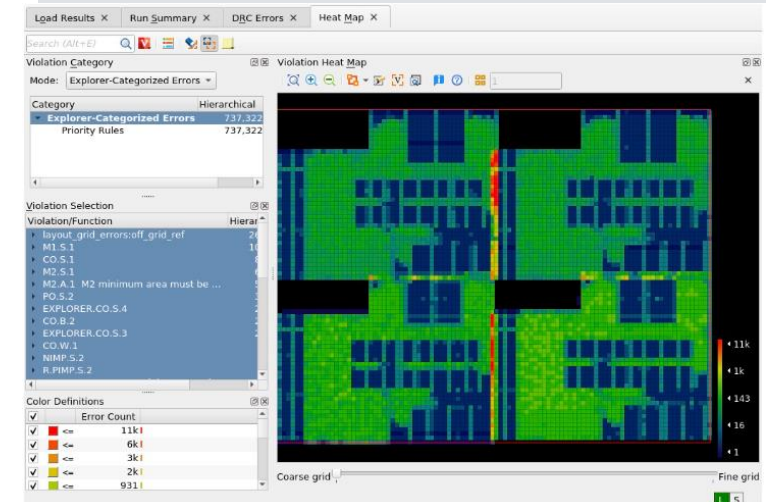 Load Results × Run Summary × DRC Errors × Heat Map ×
Search (Alt+E)
Violation Category
Mode: Explorer-Categorized Errors
Category Hierarchical
Explorer-Categorized Errors 737,322
Priority Rules 737,322
Violation Selection
Violation/Function Hierar
layout_grid_errors:off_grid_ref
M1.S.1
CO.S.1
M2.S.1
M2.A.1 M2 minimum area must be ...
PO.S.2
EXPLORER.CO.S.4
CO.B.2
EXPLORER.CO.S.3
CO.W.1
NIMP.S.2
R.PIMP.S.2
Color Definitions
Error Count
<= 11k
<= 6k
<= 3k
<= 2k
<= 931
Violation Heat Map
1
11k
1k
143
16
1
Coarse grid Fine grid
L S